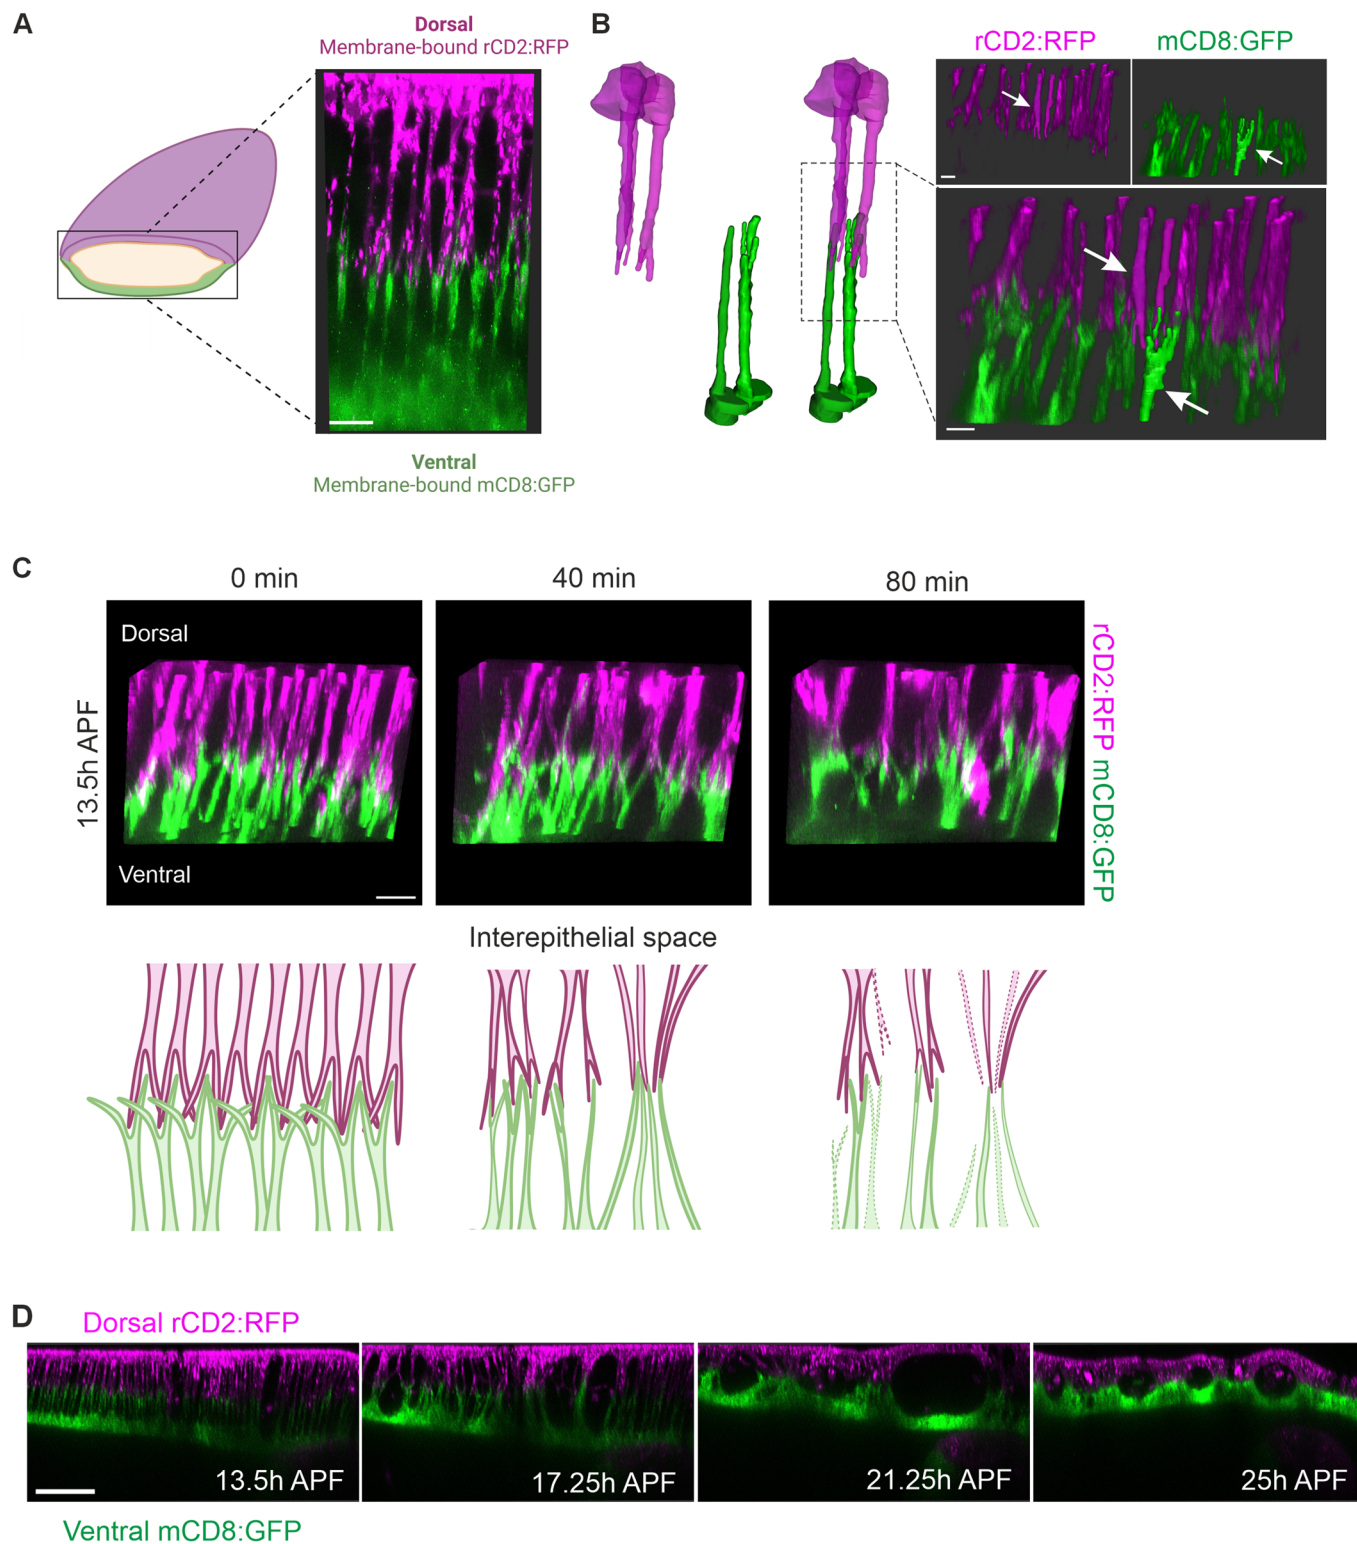 A
Dorsal
Membrane-bound rCD2:RFP
Ventral
Membrane-bound mCD8:GFP
B
rCD2:RFP
mCD8:GFP
C
0 min
40 min
80 min
13.5h APF
Dorsal
Ventral
rCD2:RFP mCD8:GFP
Interepithelial space
D
Dorsal rCD2:RFP
13.5h APF
17.25h APF
21.25h APF
25h APF
Ventral mCD8:GFP